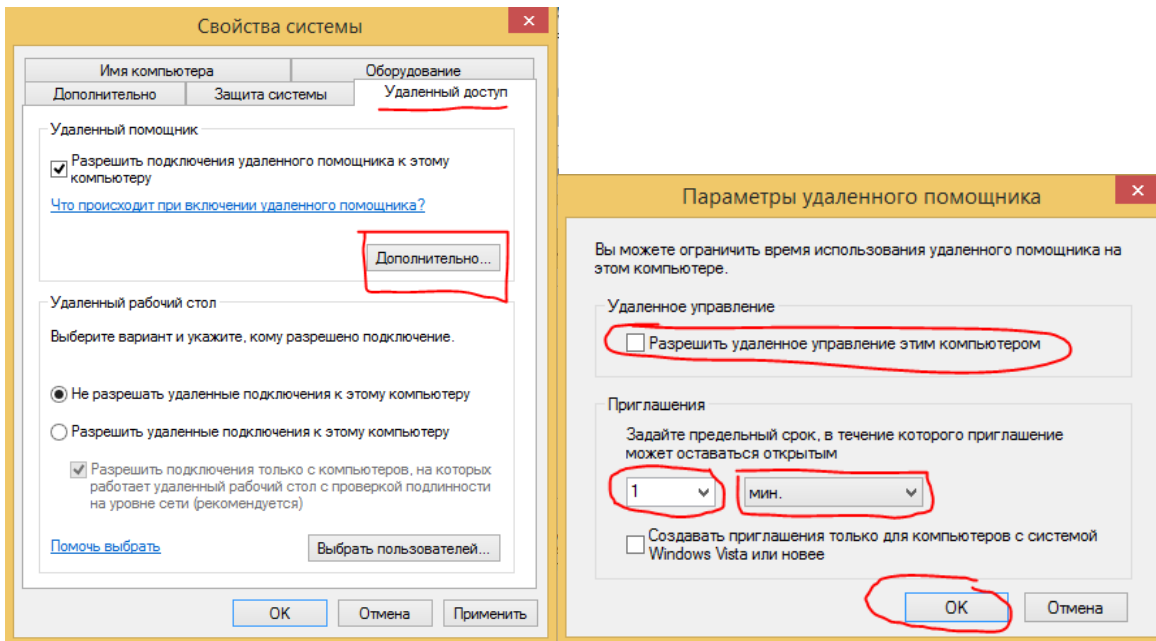 Свойства системы
Имя компьютера
Оборудование
Дополнительно
Защита системы
Удаленный доступ
Удаленный помощник
Разрешить подключения удаленного помощника к этому
компьютеру
Что происходит при включении удаленного помощника?
Дополнительно...
Удаленный рабочий стол
Выберите вариант и укажите, кому разрешено подключение.
Не разрешать удаленные подключения к этому компьютеру
Разрешить удаленные подключения к этому компьютеру
Разрешить подключения только с компьютеров, на которых
работает удаленный рабочий стол с проверкой подлинности
на уровне сети (рекомендуется)
Помочь выбрать
Выбрать пользователей...
OK
Отмена
Применить
Параметры удаленного помощника
Вы можете ограничить время использования удаленного помощника на
этом компьютере.
Удаленное управление
Разрешить удаленное управление этим компьютером
Приглашения
Задайте предельный срок, в течение которого приглашение
может оставаться открытым
1
мин.
Создавать приглашения только для компьютеров с системой
Windows Vista или новее
OK
Отмена